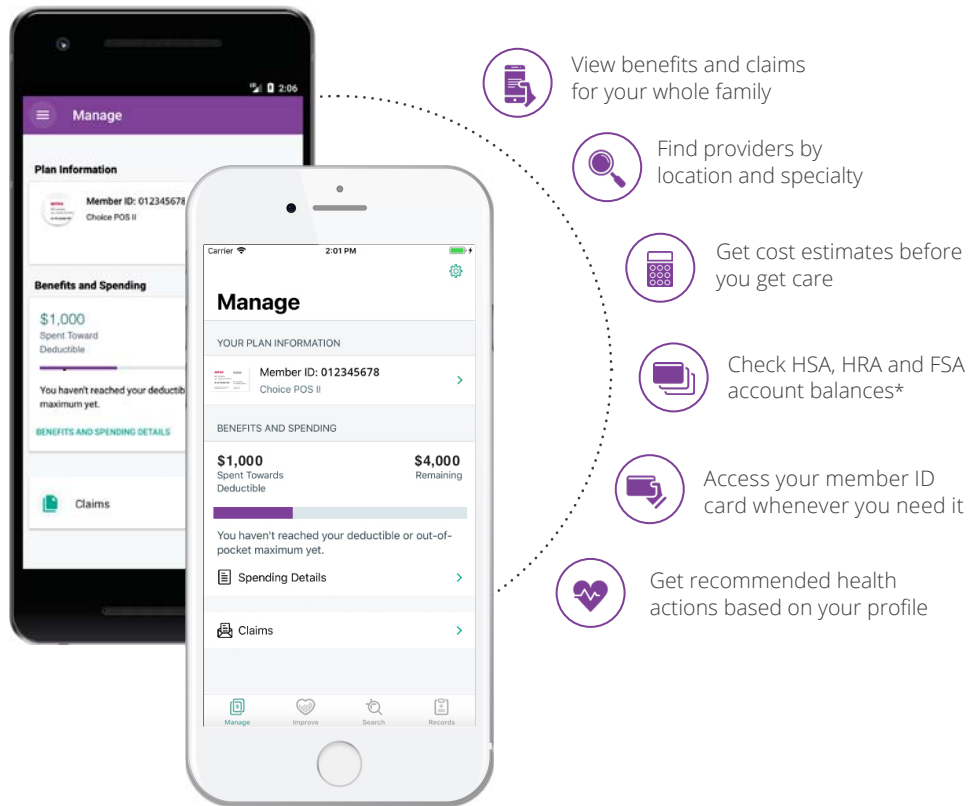 2:06
Manage
Plan Information
Member ID: 012345678
Choice POS II
Benefits and Spending
$1,000
Spent Toward
Deductible
You haven't reached your deductib
maximum yet.
BENEFITS AND SPENDING DETAILS
Claims
Carrier 2:01 PM
Manage
YOUR PLAN INFORMATION
Member ID: 012345678
Choice POS II
BENEFITS AND SPENDING
$1,000 $4,000
Spent Towards Remaining
Deductible
You haven't reached your deductible or out-of-
pocket maximum yet.
Spending Details
Claims
Manage Improve Search Records
View benefits and claims
for your whole family
Find providers by
location and specialty
Get cost estimates before
you get care
Check HSA, HRA and FSA
account balances*
Access your member ID
card whenever you need it
Get recommended health
actions based on your profile